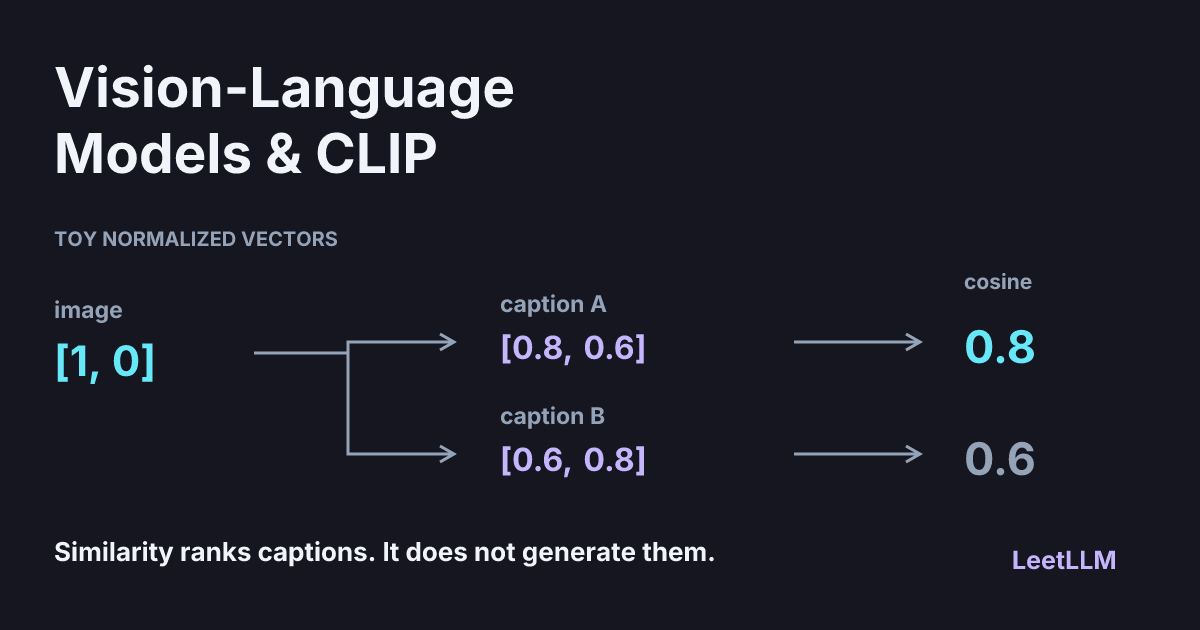 Vision-Language
Models & CLIP
TOY NORMALIZED VECTORS
image
[1, 0]
caption A
[0.8, 0.6]
caption B
[0.6, 0.8]
cosine
0.8
0.6
Similarity ranks captions. It does not generate them.
LeetLLM